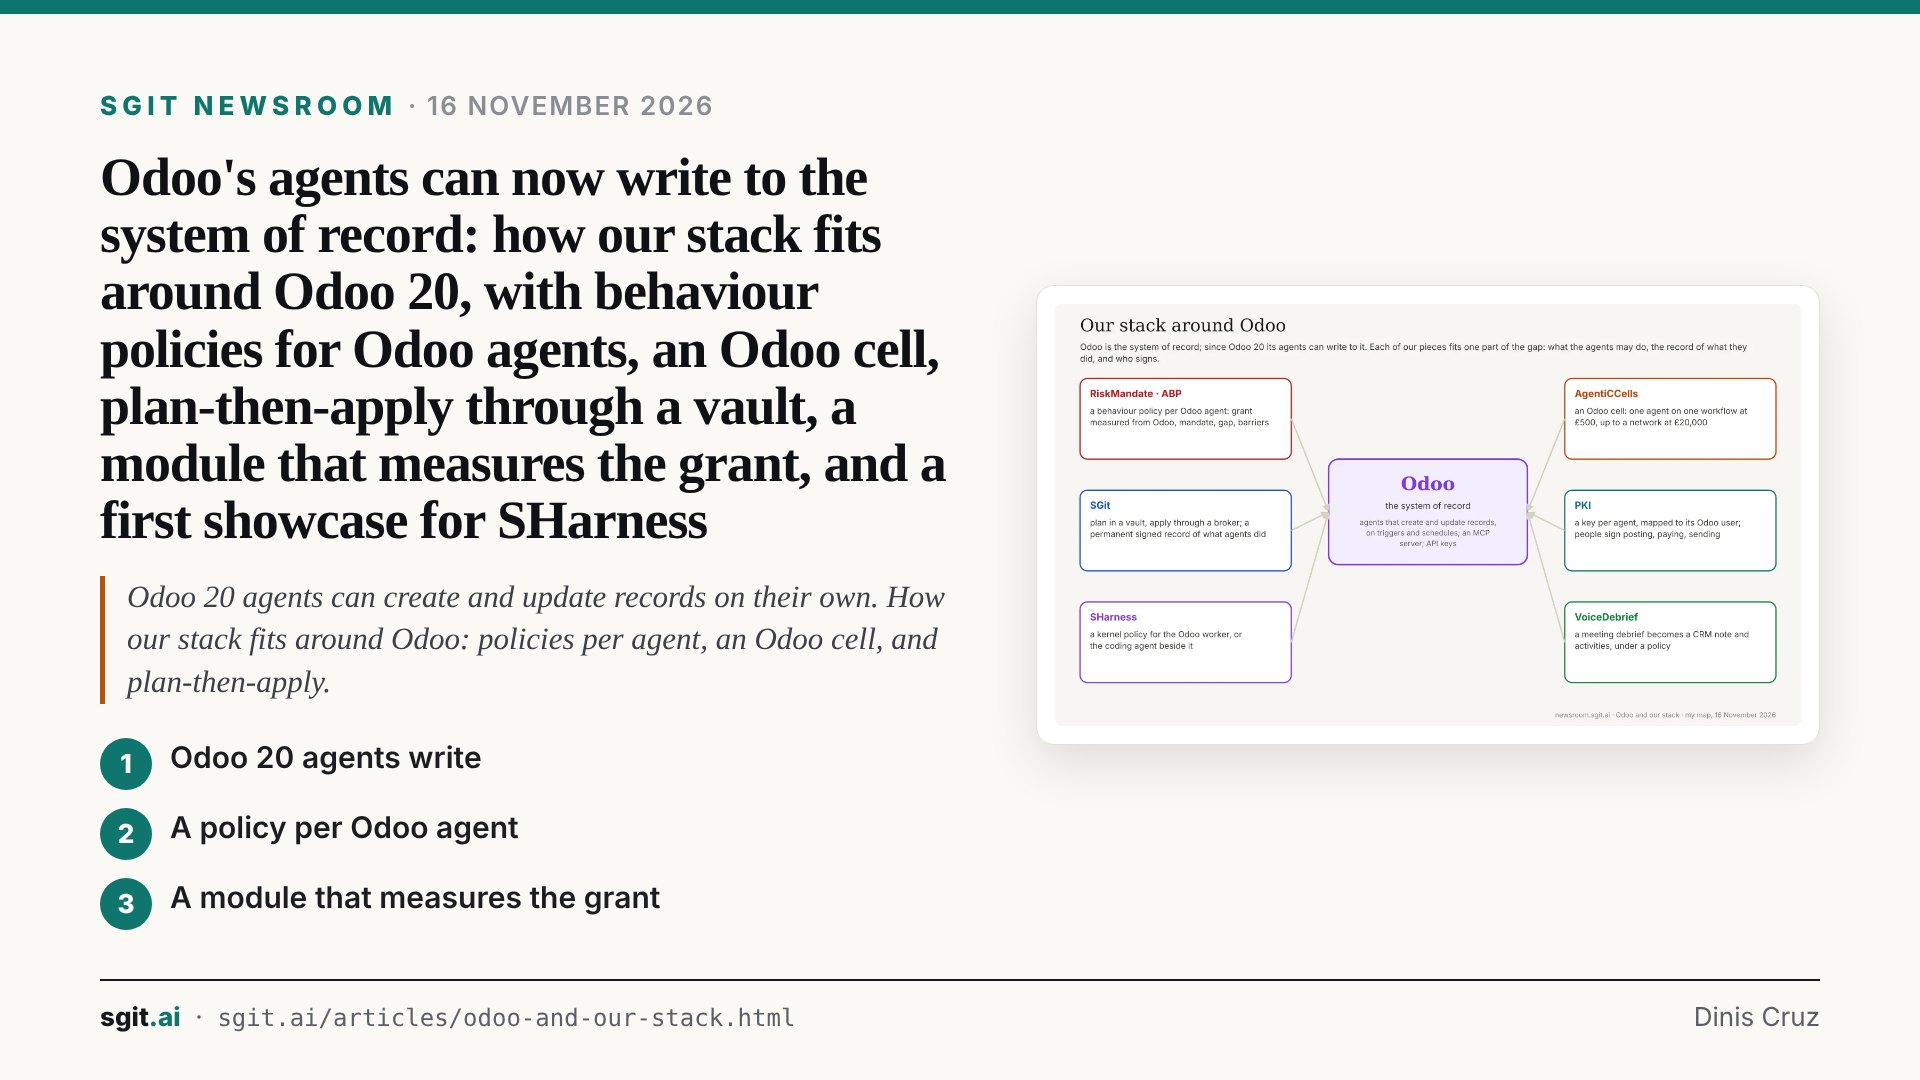 SGIT NEWSROOM · 16 NOVEMBER 2026
Odoo's agents can now write to the
system of record: how our stack fits
around Odoo 20, with behaviour
policies for Odoo agents, an Odoo cell,
plan-then-apply through a vault, a
module that measures the grant, and a
first showcase for SHarness
Odoo 20 agents can create and update records on their own. How
our stack fits around Odoo: policies per agent, an Odoo cell, and
plan-then-apply.
1 Odoo 20 agents write
2 A policy per Odoo agent
3 A module that measures the grant
Our stack around Odoo
Odoo is the system of record; since Odoo 20 its agents can write to it. Each of our pieces fits one part of the gap: what the agents may do, the record of what they
did, and who signs.
RiskMandate · ABP
a behaviour policy per Odoo agent: grant
measured from Odoo, mandate, gap, barriers
SGit
plan in a vault, apply through a broker; a
permanent signed record of what agents did
SHarness
a kernel policy for the Odoo worker, or
the coding agent beside it
Odoo
the system of record
agents that create and update records,
on triggers and schedules; an MCP
server; API keys
AgentiCCells
an Odoo cell: one agent on one workflow at
£500, up to a network at £20,000
PKI
a key per agent, mapped to its Odoo user;
people sign posting, paying, sending
VoiceDebrief
a meeting debrief becomes a CRM note and
activities, under a policy
newsroom.sgit.ai · Odoo and our stack · my map, 16 November 2026
sgit.ai · sgit.ai/articles/odoo-and-our-stack.html
Dinis Cruz